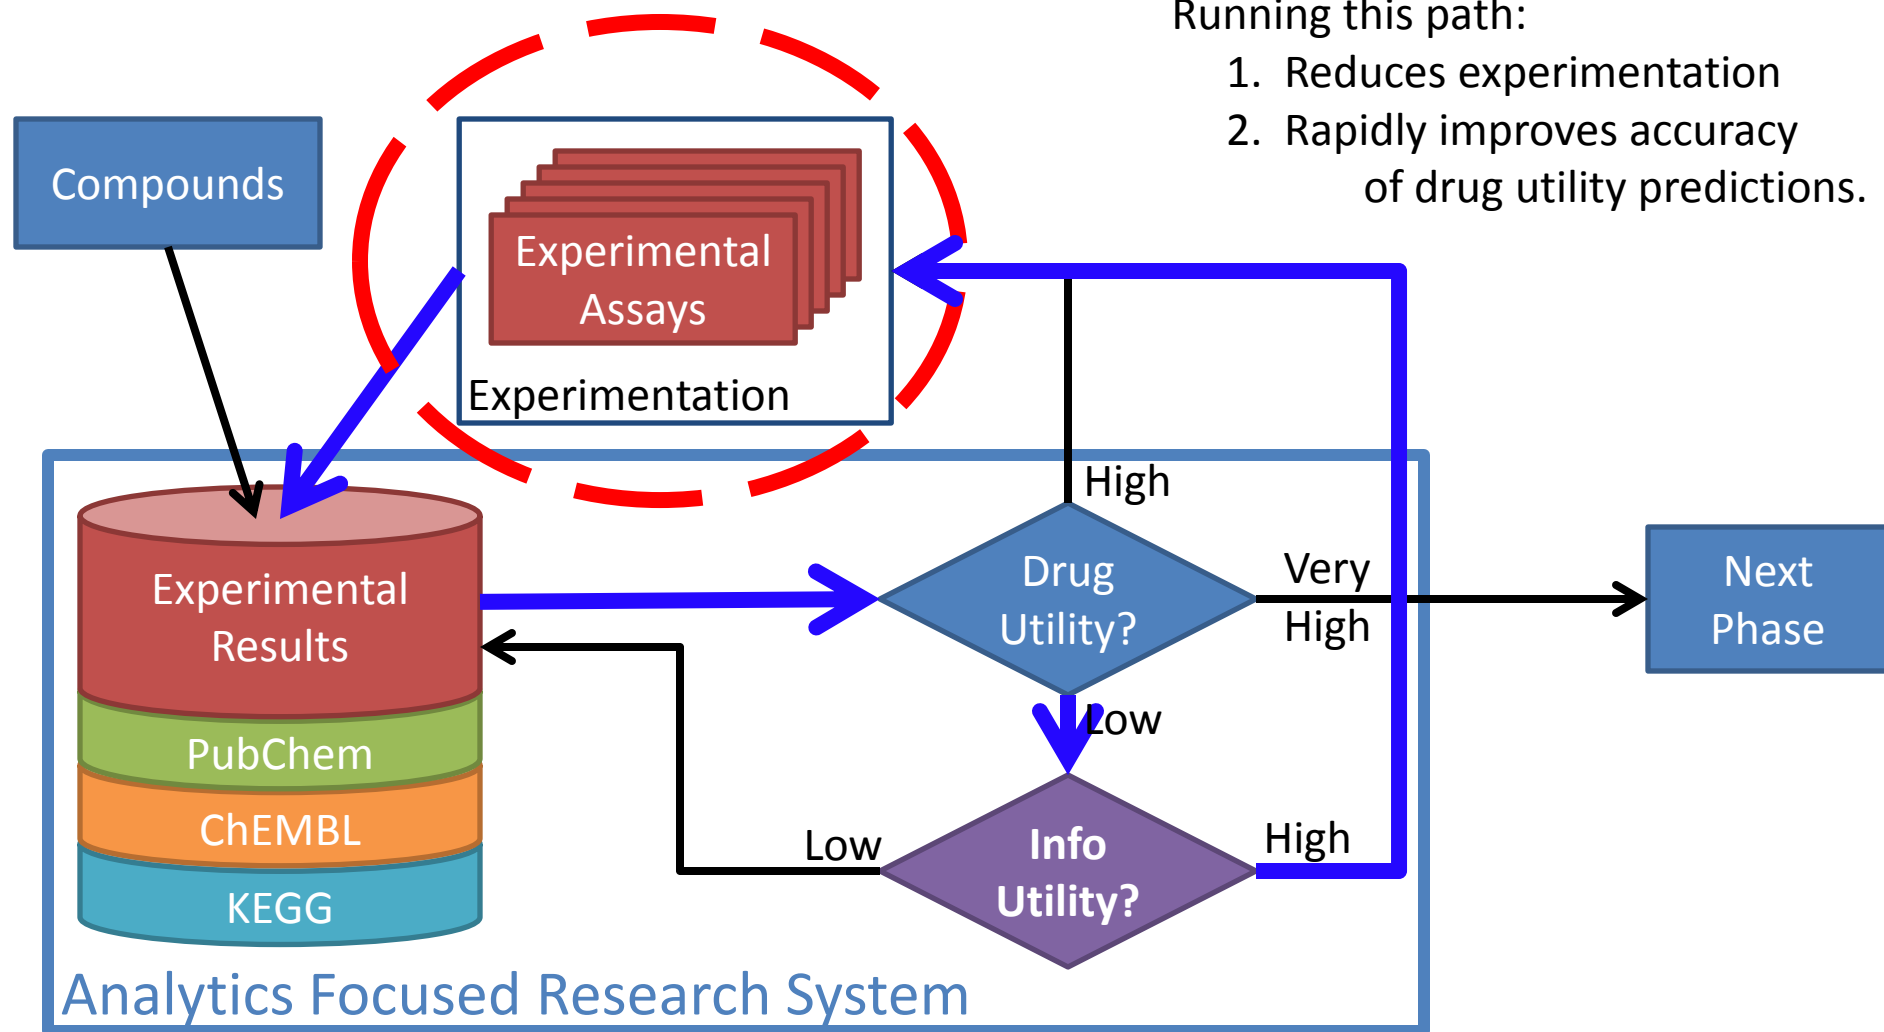 Running this path:
1. Reduces experimentation
2. Rapidly improves accuracy
of drug utility predictions.
Compounds
Experimental
Assays
Experimentation
High
Experimental
Results
Drug
Utility?
Very
High
Next
Phase
Low
PubChem
ChEMBL
KEGG
Low
Info
Utility?
High
Analytics Focused Research System